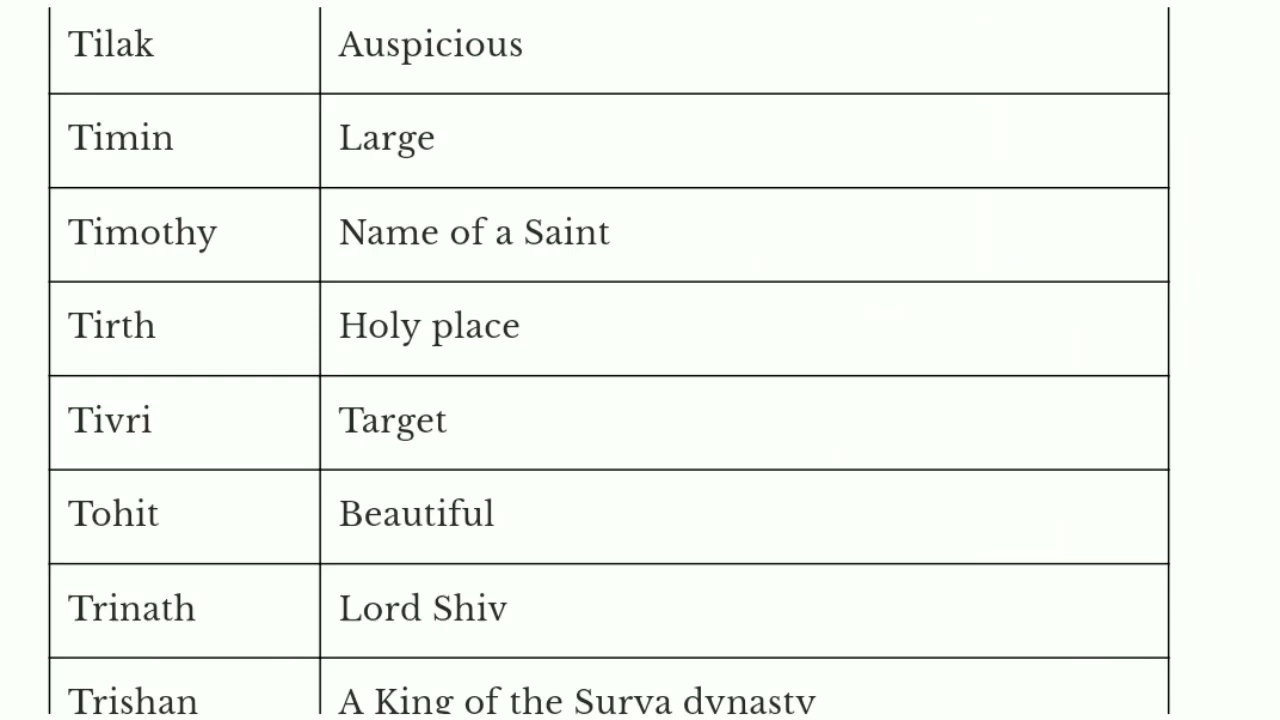 Tilak Auspicious
Timin Large
Timothy Name of a Saint
Tirth Holy place
Tivri Target
Tohit Beautiful
Trinath Lord Shiv
Trishan A King of the Surya dynasty